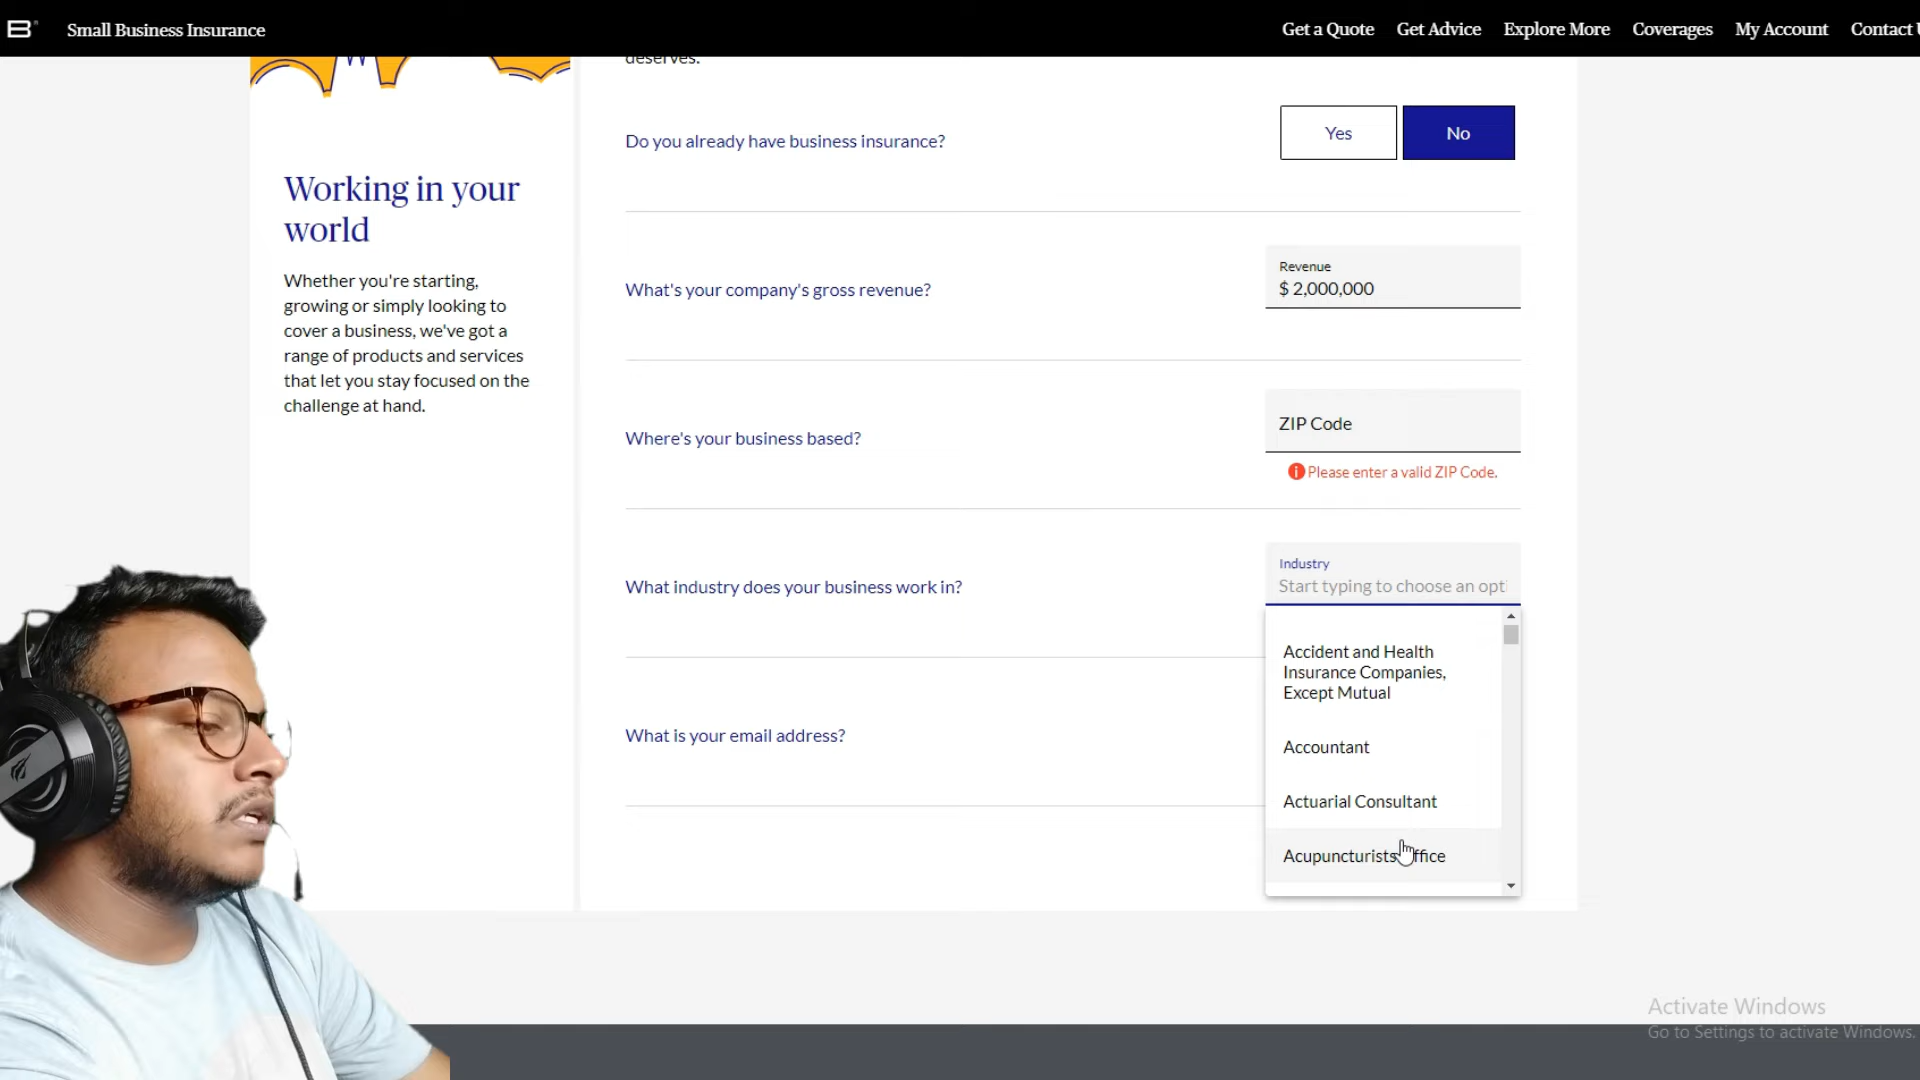 B
Small Business Insurance
Get a Quote
Get Advice
Explore More
Coverages
My Account
Contact
deserves.
Working in your
world
Whether you're starting,
growing or simply looking to
cover a business, we've got a
range of products and services
that let you stay focused on the
challenge at hand.
Do you already have business insurance?
Yes
No
What's your company's gross revenue?
Revenue
$ 2,000,000
Where's your business based?
ZIP Code
Please enter a valid ZIP Code.
What industry does your business work in?
Industry
Start typing to choose an opti
Accident and Health
Insurance Companies,
Except Mutual
Accountant
Actuarial Consultant
Acupuncturists Office
What is your email address?
Activate Windows
Go to Settings to activate Windows.